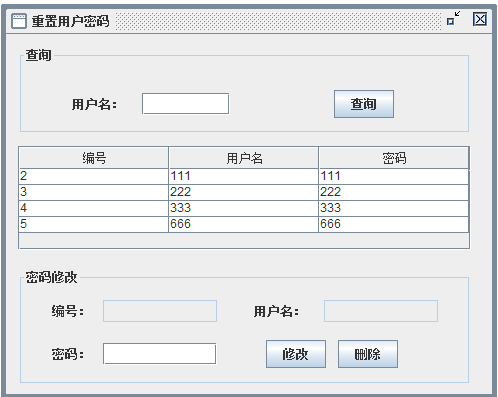 重置用户密码
查询
用户名： 查询
编号 用户名 密码
2 111 111
3 222 222
4 333 333
5 666 666
密码修改
编号： 用户名：
密码： 修改 删除